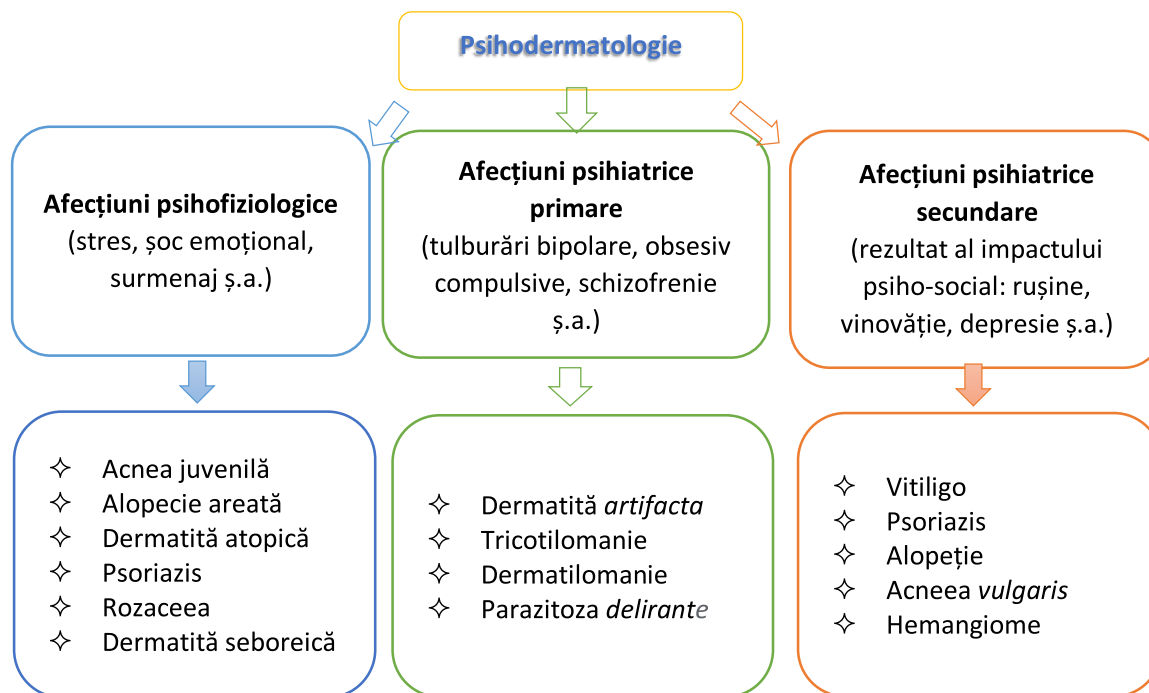 Psihodermatologie
Afecțiuni psihofiziologice
(stres, șoc emoțional,
surmenaj ș.a.)
Afecțiuni psihiatrice
primare
(tulburări bipolare, obsesiv
compulsive, schizofrenie
ș.a.)
Afecțiuni psihiatrice
secundare
(rezultat al impactului
psiho-social: rușine,
vinovăție, depresie ș.a.)
Acnea juvenilă
Alopecie areată
Dermatită atopică
Psoriazis
Rozaceea
Dermatită seboreică
Dermatită artifacta
Tricotilomanie
Dermatilomanie
Parazitoza delirante
Vitiligo
Psoriazis
Alopeție
Acneea vulgaris
Hemangiome